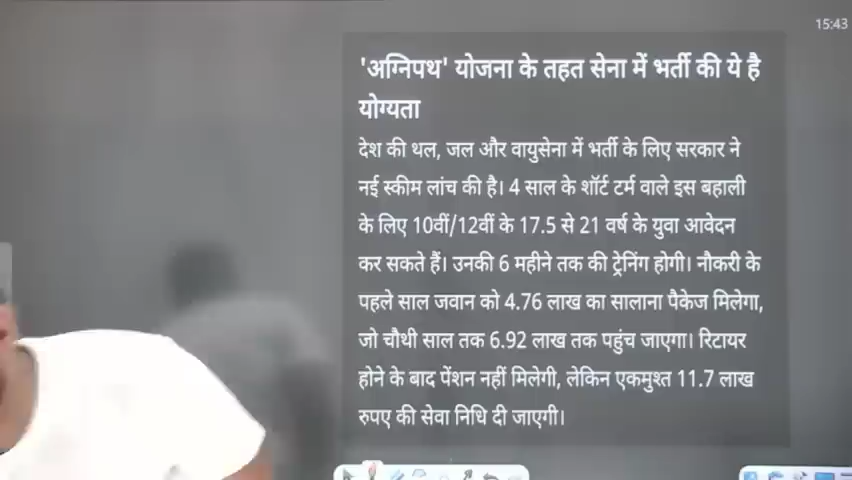 15:43
'अग्निपथ' योजना के तहत सेना में भर्ती की ये है
योग्यता
देश की थल, जल और वायुसेना में भर्ती के लिए सरकार ने
नई स्कीम लांच की है। 4 साल के शॉर्ट टर्म वाले इस बहाली
के लिए 10वीं/12वीं के 17.5 से 21 वर्ष के युवा आवेदन
कर सकते हैं। उनकी 6 महीने तक की ट्रेनिंग होगी। नौकरी के
पहले साल जवान को 4.76 लाख का सालाना पैकेज मिलेगा,
जो चौथी साल तक 6.92 लाख तक पहुंच जाएगा। रिटायर
होने के बाद पेंशन नहीं मिलेगी, लेकिन एकमुश्त 11.7 लाख
रुपए की सेवा निधि दी जाएगी।